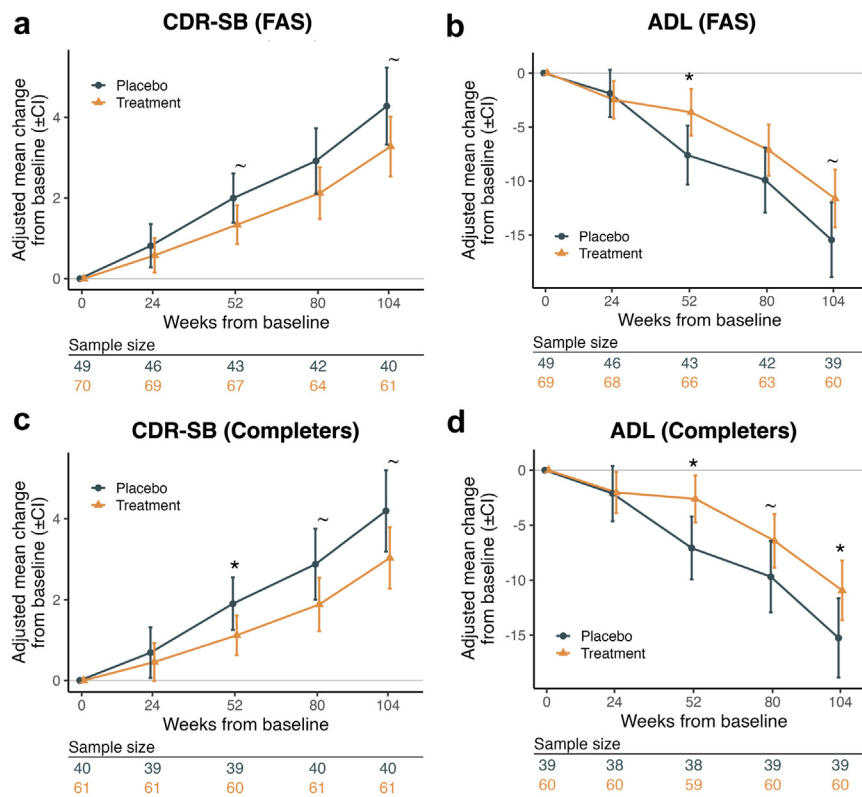 a
CDR-SB (FAS)
Adjusted mean change
from baseline (±CI)
4
2
0
~
~
Placebo
Treatment
0 24 52 80 104
Weeks from baseline
Sample size
49 46 43 42 40
70 69 67 64 61
b
ADL (FAS)
Adjusted mean change
from baseline (±CI)
0
-5
-10
-15
*
~
Placebo
Treatment
0 24 52 80 104
Weeks from baseline
Sample size
49 46 43 42 39
69 68 66 63 60
c
CDR-SB (Completers)
Adjusted mean change
from baseline (±CI)
4
2
0
*
~
~
Placebo
Treatment
0 24 52 80 104
Weeks from baseline
Sample size
40 39 39 40 40
61 61 60 61 61
d
ADL (Completers)
Adjusted mean change
from baseline (±CI)
0
-5
-10
-15
*
~
*
Placebo
Treatment
0 24 52 80 104
Weeks from baseline
Sample size
39 38 38 39 39
60 60 59 60 60